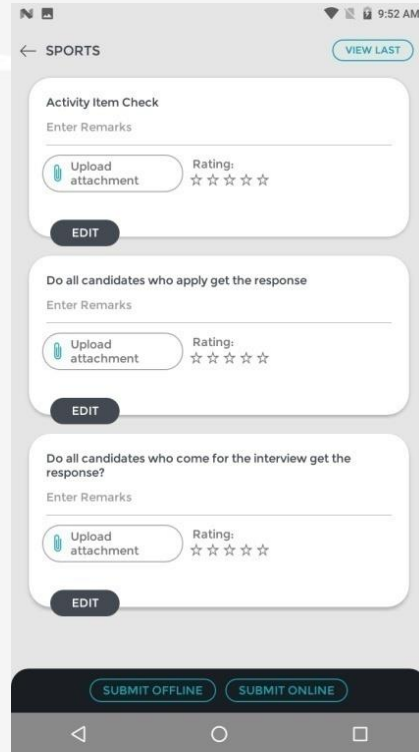 9:52 AM
SPORTS
VIEW LAST
Activity Item Check
Enter Remarks
Upload
attachment
Rating:
EDIT
Do all candidates who apply get the response
Enter Remarks
Upload
attachment
Rating:
EDIT
Do all candidates who come for the interview get the
response?
Enter Remarks
Upload
attachment
Rating:
EDIT
SUBMIT OFFLINE
SUBMIT ONLINE